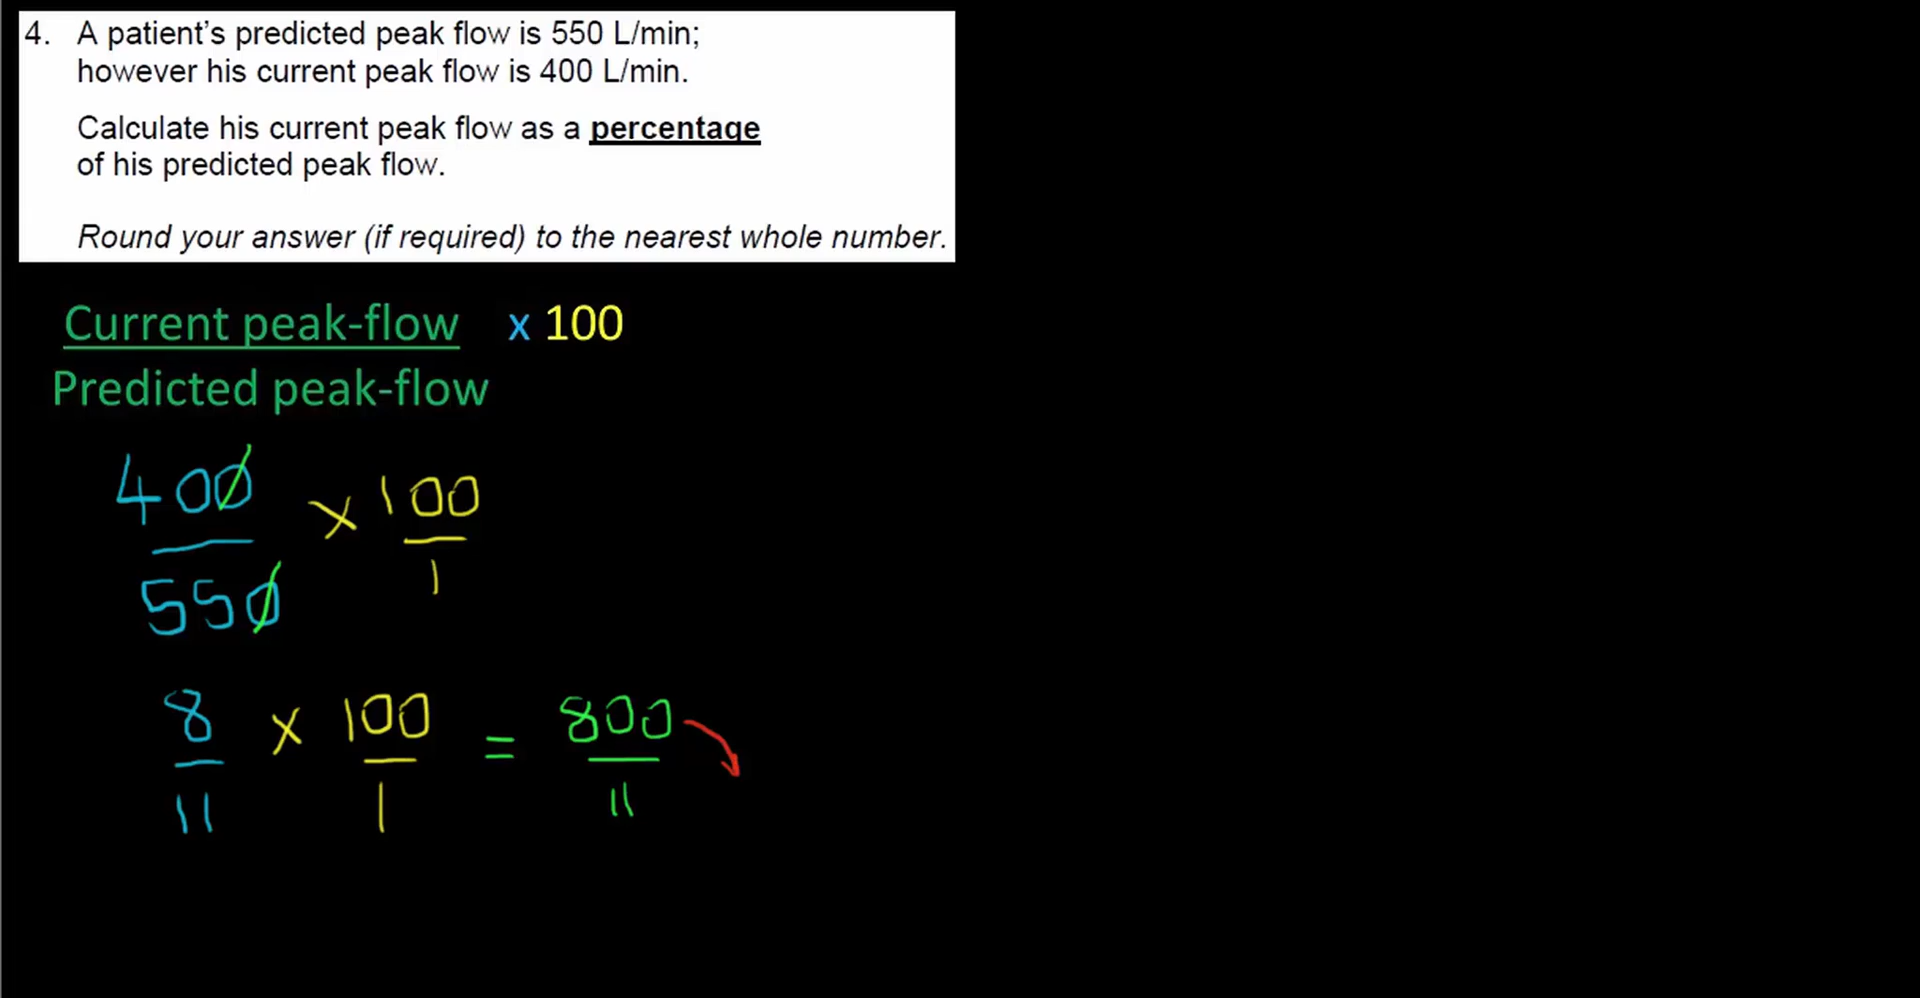 4. A patient’s predicted peak flow is 550 L/min;
however his current peak flow is 400 L/min.
Calculate his current peak flow as a percentage
of his predicted peak flow.
Round your answer (if required) to the nearest whole number.
Current peak-flow x 100
Predicted peak-flow
400 x 100
550 1
8 x 100 = 800
11 1 11